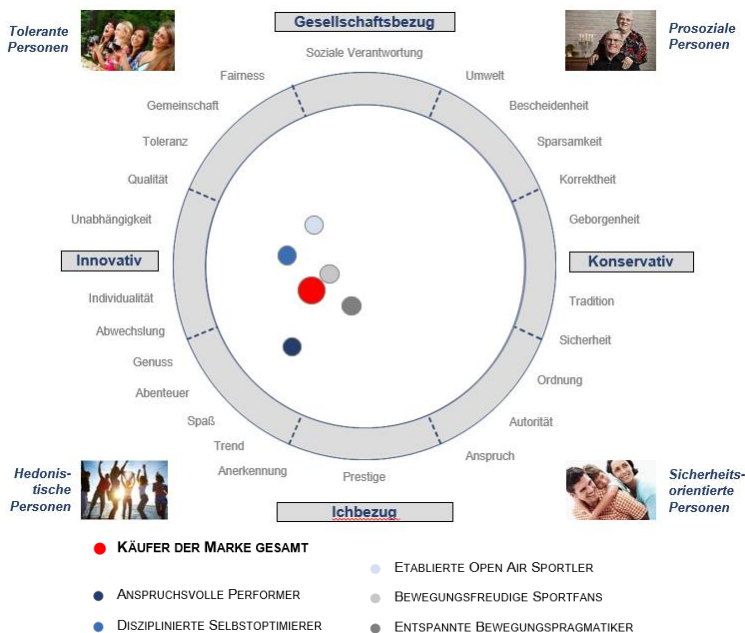 Gesellschaftsbezug
Tolerante
Personen
Prosoziale
Personen
Soziale Verantwortung
Fairness
Umwelt
Gemeinschaft
Bescheidenheit
Toleranz
Sparsamkeit
Qualität
Korrektheit
Unabhängigkeit
Geborgenheit
Innovativ
Konservativ
Individualität
Tradition
Abwechslung
Sicherheit
Genuss
Ordnung
Abenteuer
Spaß
Autorität
Trend
Anspruch
Anerkennung
Prestige
Hedonis-
tische
Personen
Sicherheits-
orientierte
Personen
Ichbezug
KÄUFER DER MARKE GESAMT
ETABLIERTE OPEN AIR SPORTLER
ANSPRUCHSVOLLE PERFORMER
BEWEGUNGSFREUDIGE SPORTFANS
DISZIPLINIERTE SELBSTOPTIMIERER
ENTSPANNTE BEWEGUNGSPRAGMATIKER